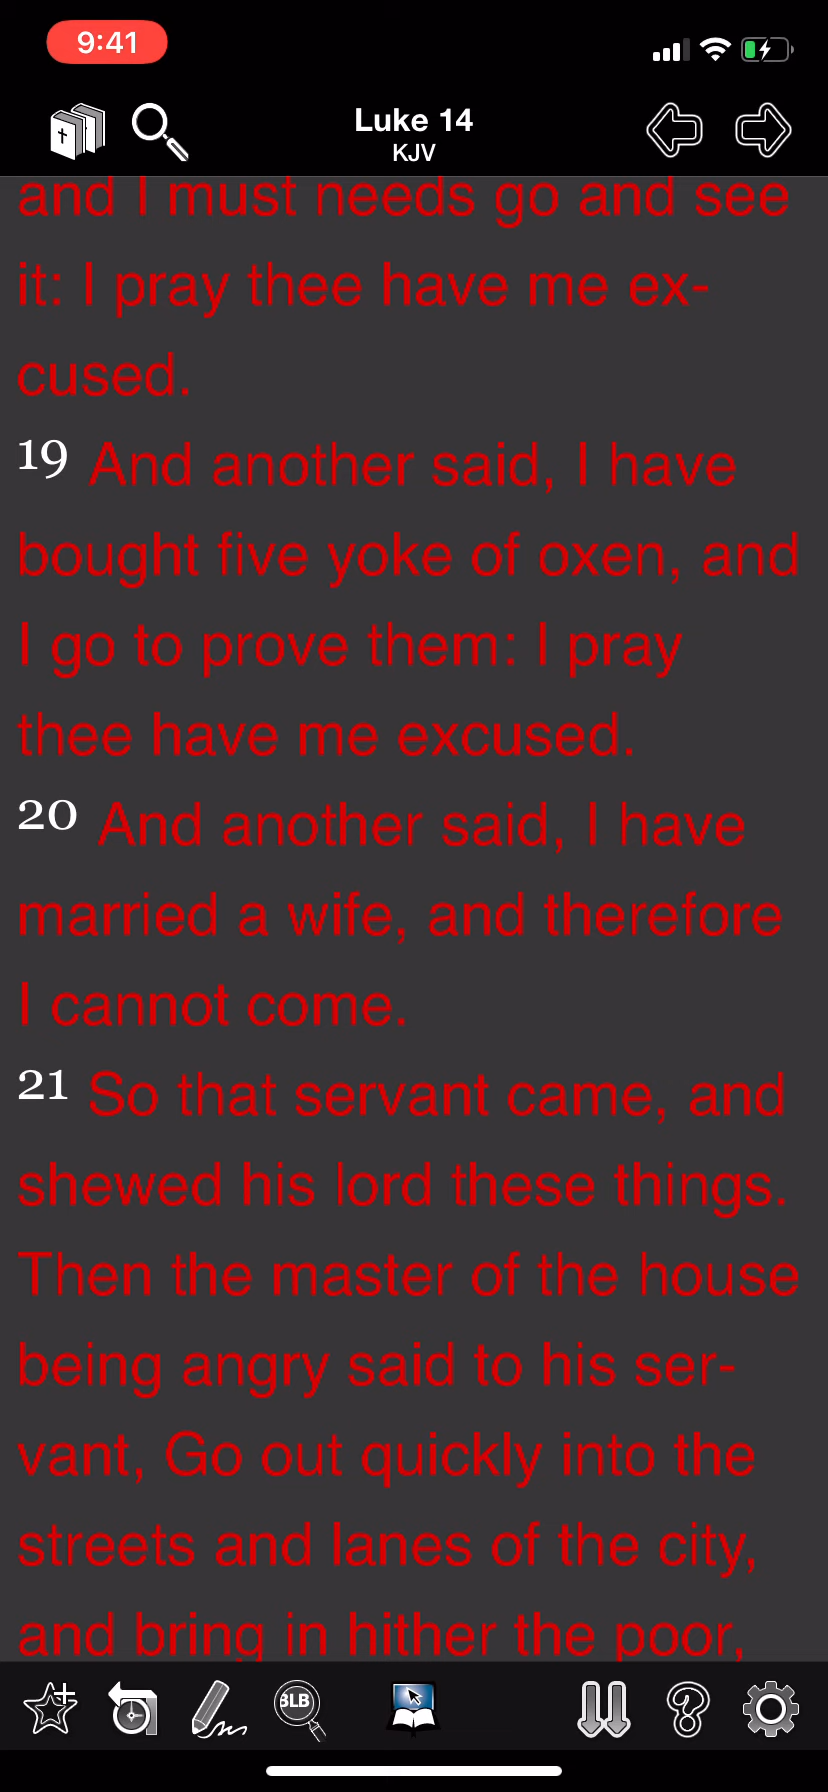 9:41
Luke 14
KJV
and I must needs go and see
it: I pray thee have me ex-
cused.
19 And another said, I have
bought five yoke of oxen, and
I go to prove them: I pray
thee have me excused.
20 And another said, I have
married a wife, and therefore
I cannot come.
21 So that servant came, and
shewed his lord these things.
Then the master of the house
being angry said to his ser-
vant, Go out quickly into the
streets and lanes of the city,
and bring in hither the poor,
BLB